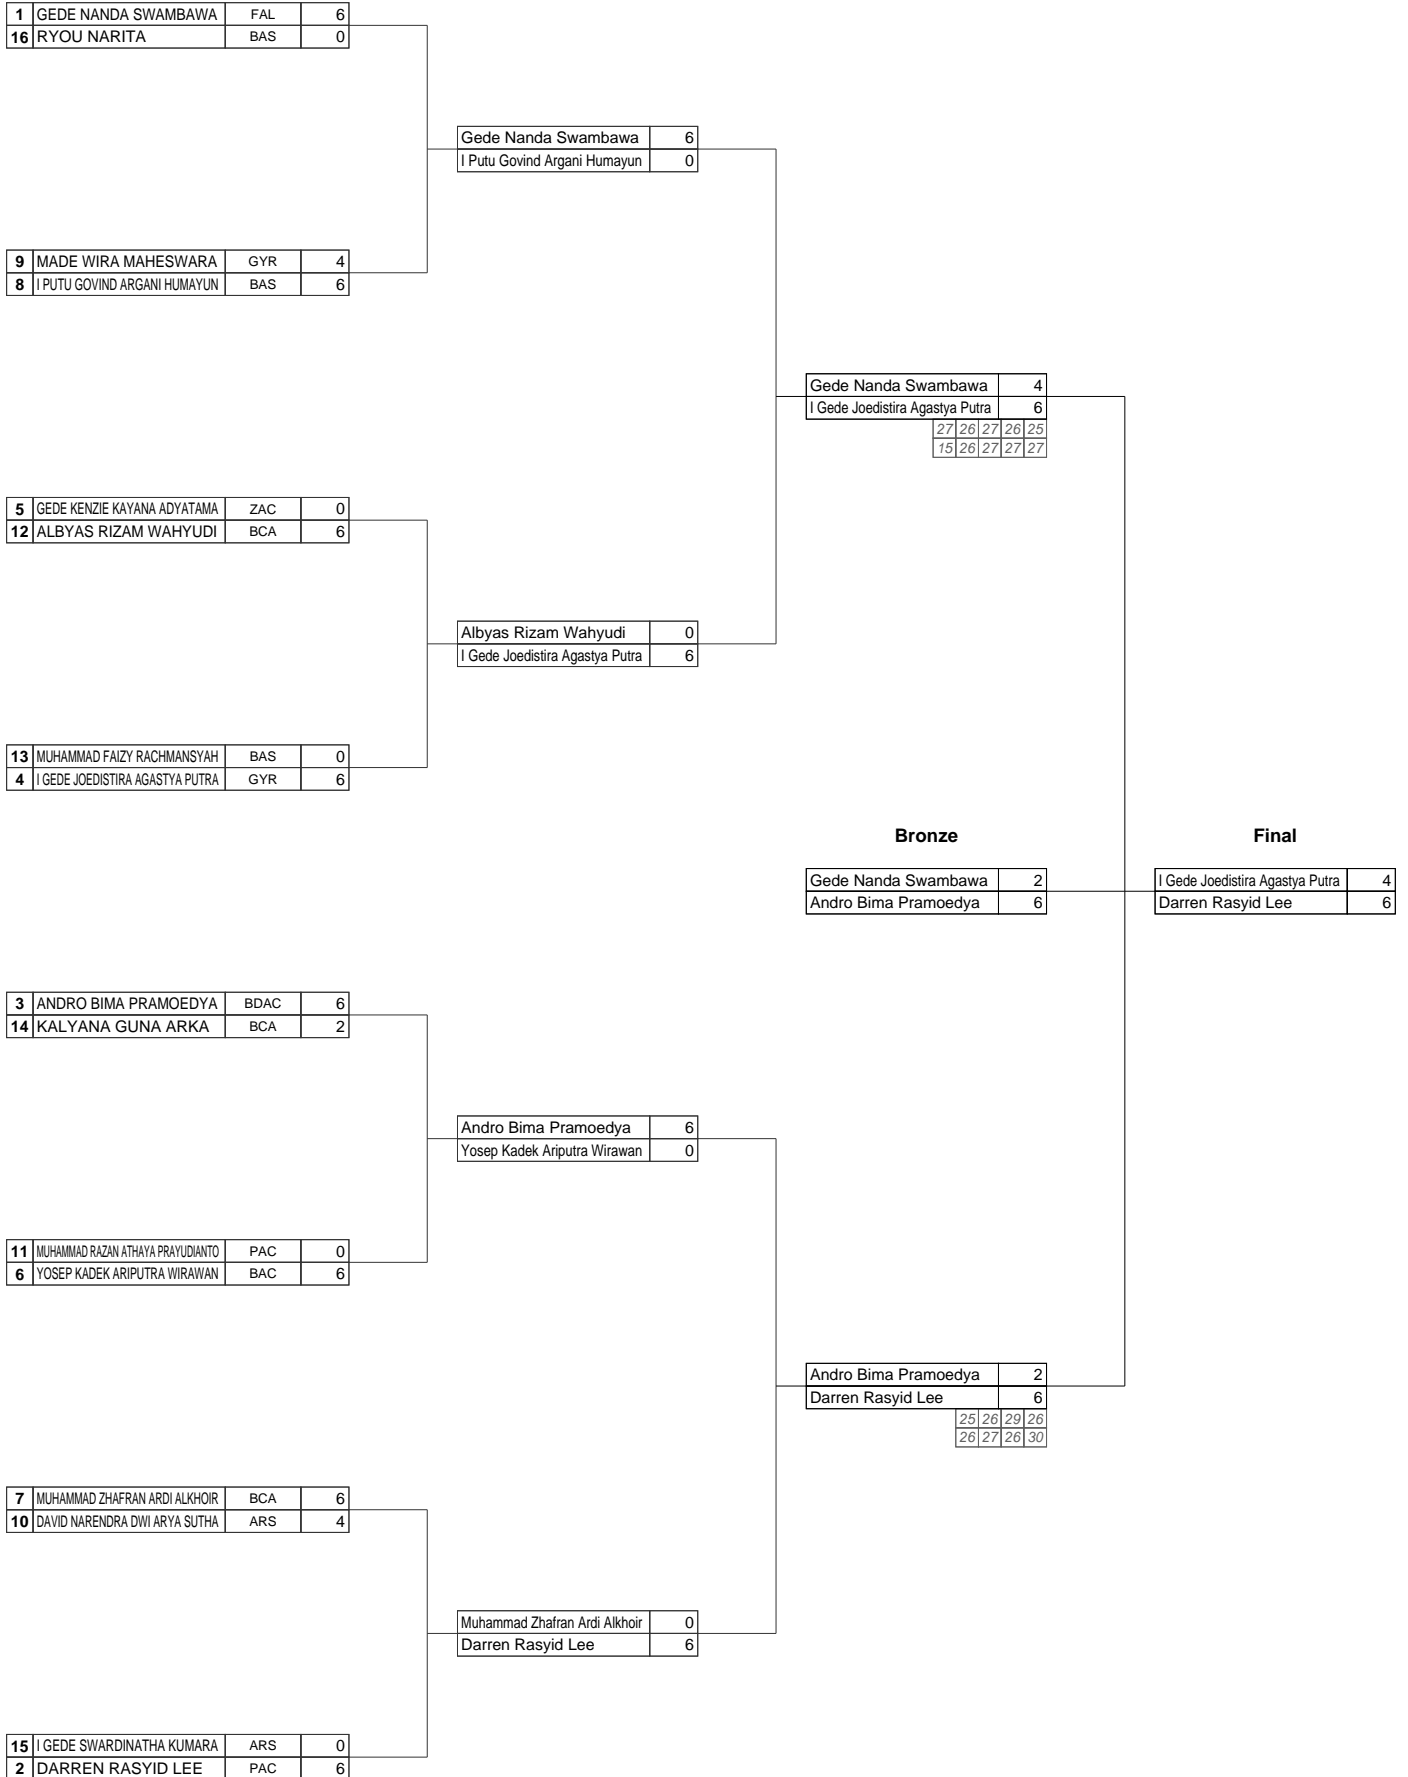 1 GEDE NANDA SWAMBAWA FAL 6
16 RYOU NARITA BAS 0
Gede Nanda Swambawa 6
I Putu Govind Argani Humayun 0
9 MADE WIRA MAHESWARA GYR 4
8 I PUTU GOVIND ARGANI HUMAYUN BAS 6
Gede Nanda Swambawa 4
I Gede Joedistira Agastya Putra 6
27 26 27 26 25
15 26 27 27 27
5 GEDE KENZIE KAYANA ADYATAMA ZAC 0
12 ALBYAS RIZAM WAHYUDI BCA 6
Albyas Rizam Wahyudi 0
I Gede Joedistira Agastya Putra 6
13 MUHAMMAD FAIZY RACHMANSYAH BAS 0
4 I GEDE JOEDISTIRA AGASTYA PUTRA GYR 6
Bronze Final
Gede Nanda Swambawa 2 I Gede Joedistira Agastya Putra 4
Andro Bima Pramoedya 6 Darren Rasyid Lee 6
3 ANDRO BIMA PRAMOEDYA BDAC 6
14 KALYANA GUNA ARKA BCA 2
Andro Bima Pramoedya 6
Yosep Kadek Ariputra Wirawan 0
11 MUHAMMAD RAZAN ATHAYA PRAYUDIANTO PAC 0
6 YOSEP KADEK ARIPUTRA WIRAWAN BAC 6
Andro Bima Pramoedya 2
Darren Rasyid Lee 6
25 26 29 26
26 27 26 30
7 MUHAMMAD ZHAFRAN ARDI ALKHOIR BCA 6
10 DAVID NARENDRA DWI ARYA SUTHA ARS 4
Muhammad Zhafran Ardi Alkhoir 0
Darren Rasyid Lee 6
15 I GEDE SWARDINATHA KUMARA ARS 0
2 DARREN RASYID LEE PAC 6